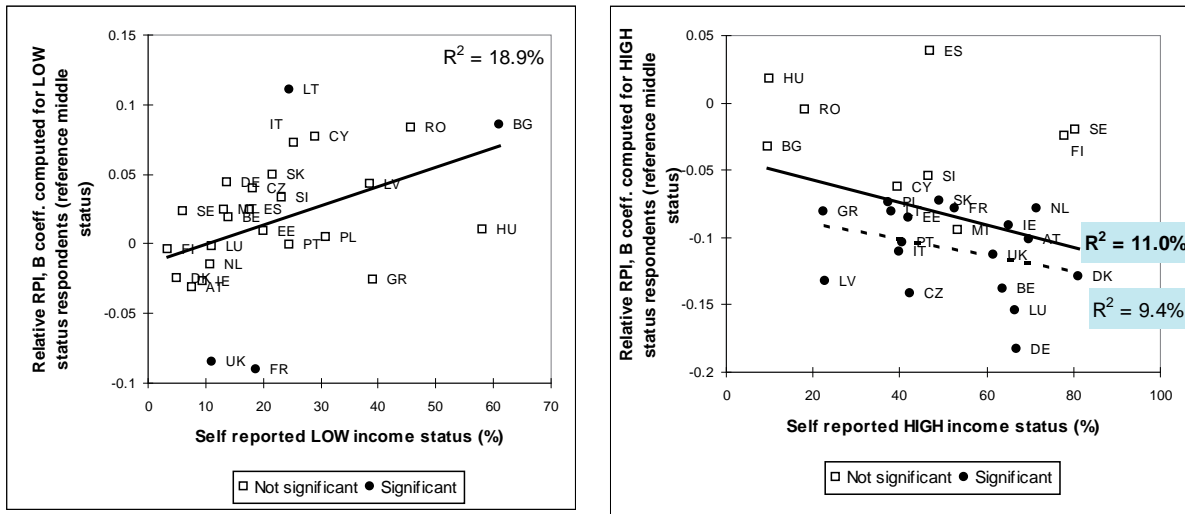 Relative RPI, B coeff. computed for LOW
status respondents (reference middle
status)
R² = 18.9%
0.15
0.1
0.05
0
-0.05
-0.1
LT
IT
CY
RO
BG
DE
SK
CZ
SI
LV
SE
MT
ES
BE
EE
HU
FI
LU
PT
PL
NL
DK
IE
AT
GR
UK
FR
0
10
20
30
40
50
60
70
Self reported LOW income status (%)
Not significant
Significant
Relative RPI, B coeff. computed for HIGH
status respondents (reference middle
status)
0.05
0
-0.05
-0.1
-0.15
-0.2
ES
HU
RO
SE
FI
BG
SI
CY
PL
SK
FR
NL
GR
LT
EE
MT
IE
AT
PT
IT
UK
LV
CZ
BE
DK
LU
DE
R² = 11.0%
R² = 9.4%
0
20
40
60
80
100
Self reported HIGH income status (%)
Not significant
Significant